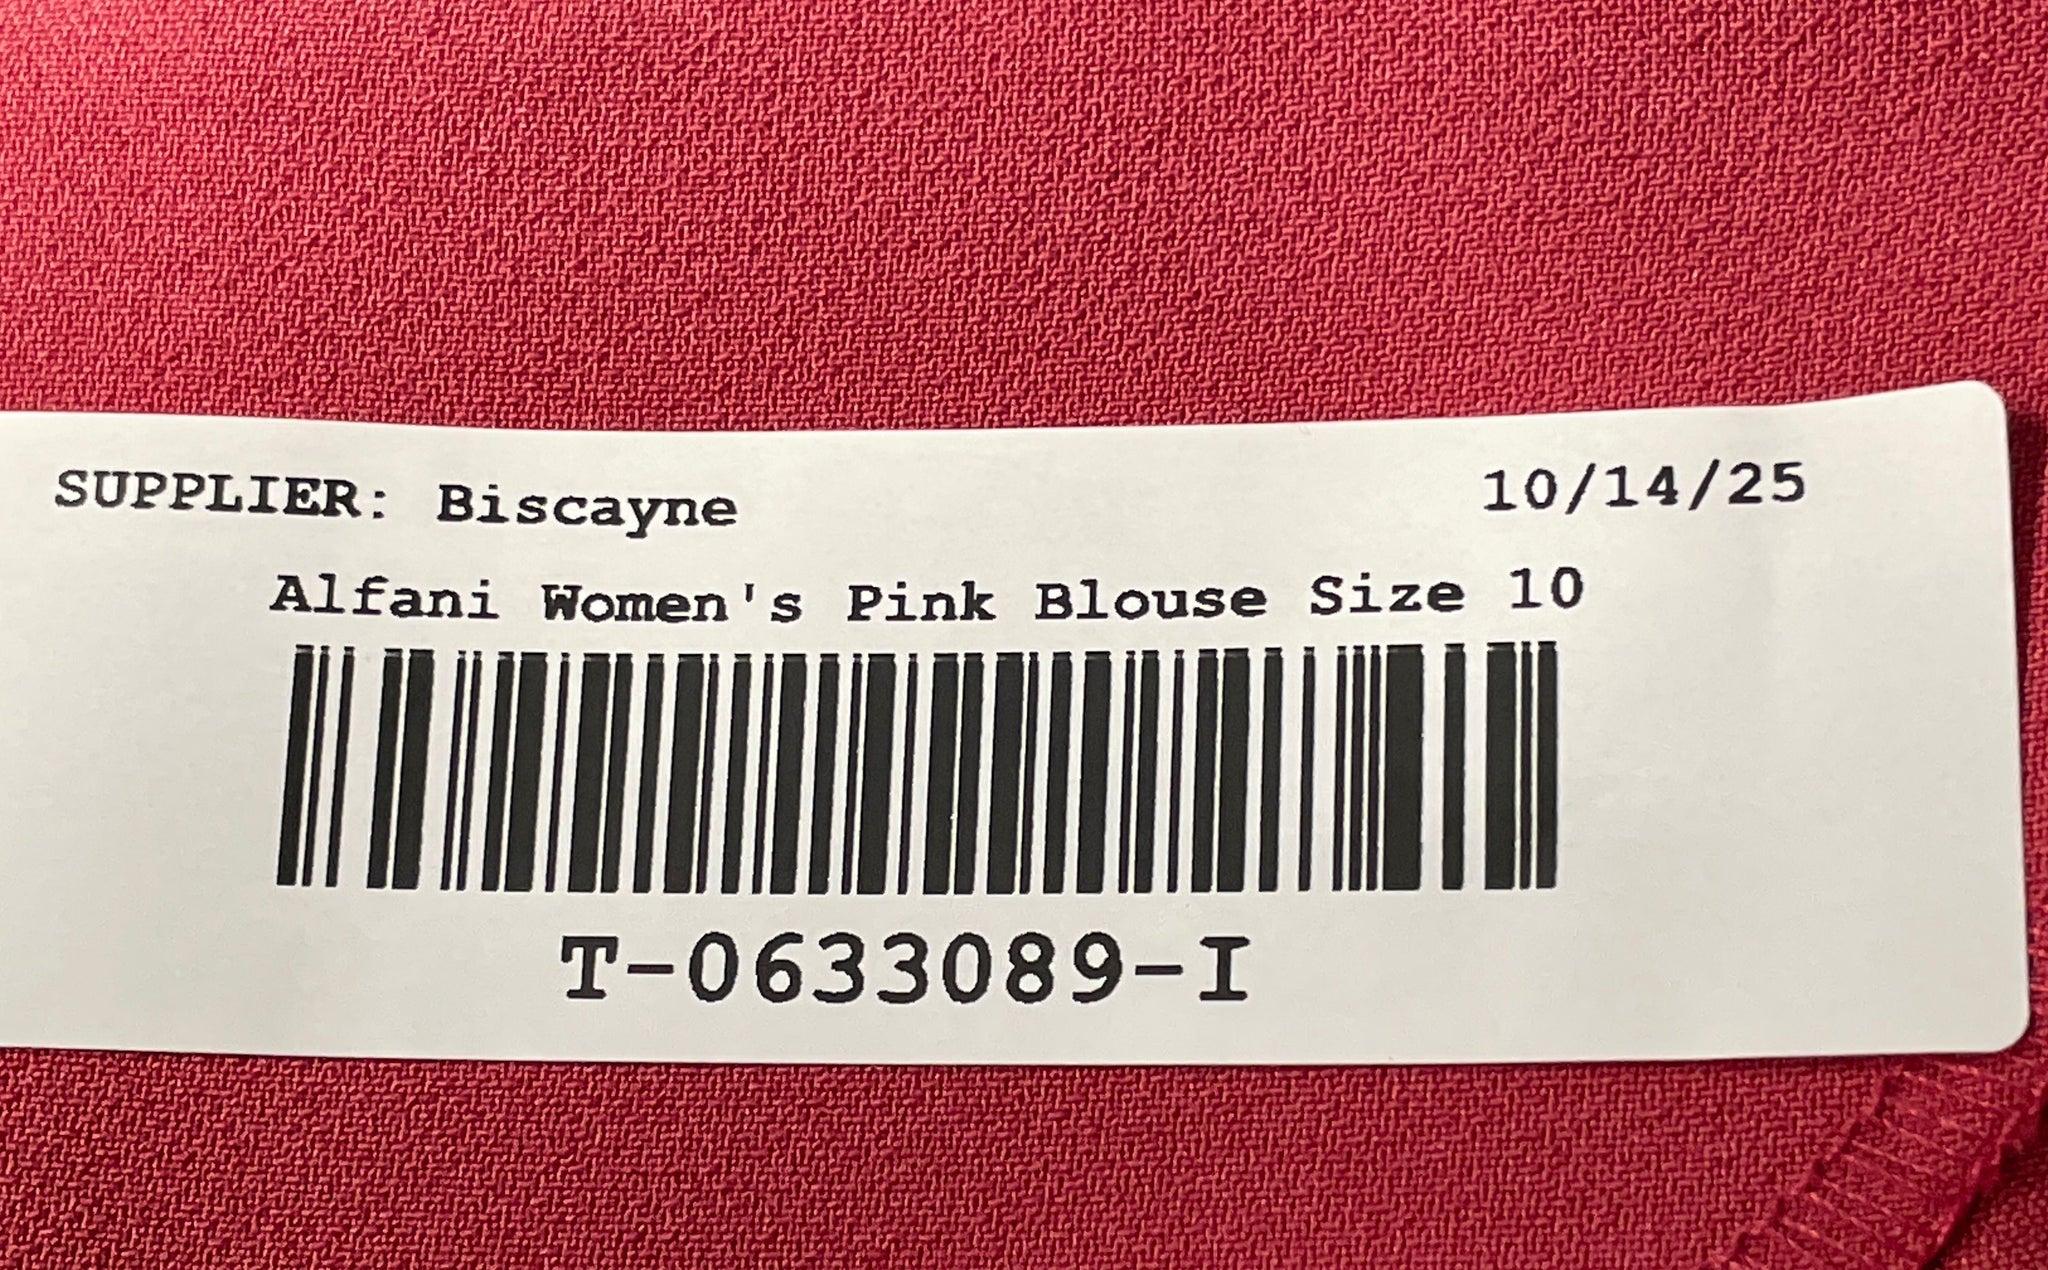 SUPPLIER: Biscayne 10/14/25
Alfani Women's Pink Blouse Size 10
T-0633089-I